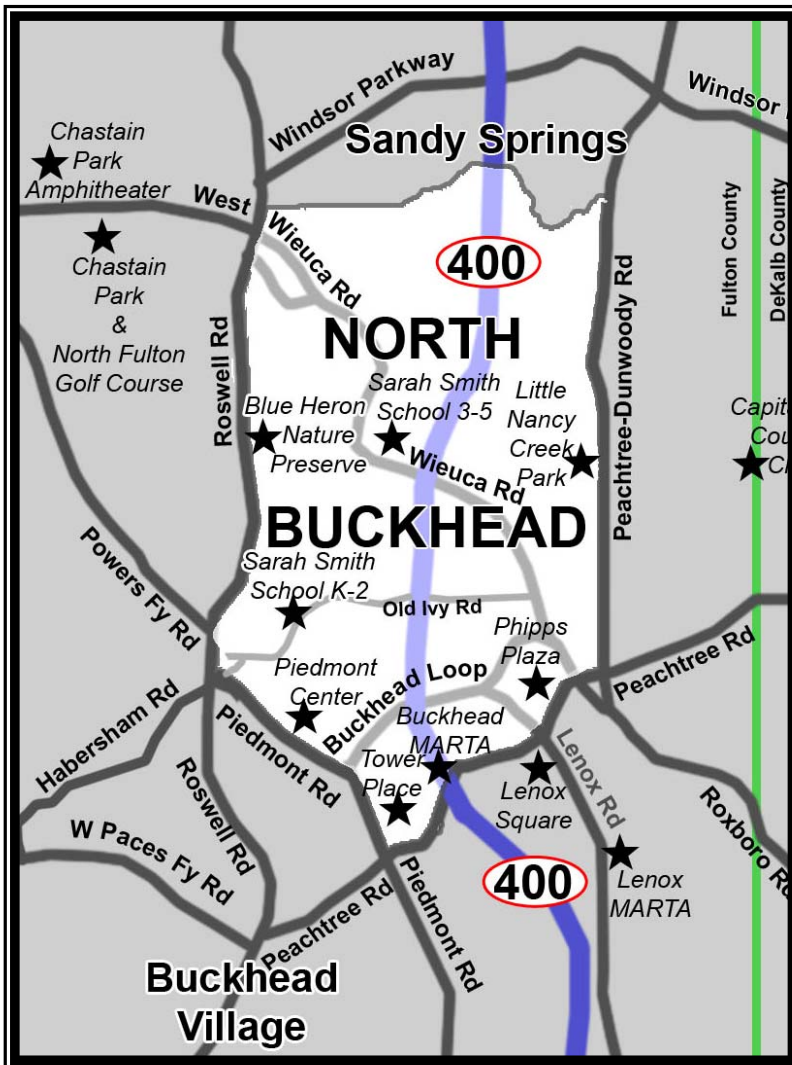 Windsor Parkway
Windsor
Sandy Springs
Chastain
Park
Amphitheater
West
Wieuca Rd
400
Fulton County
DeKalb County
Chastain
Park
&
North Fulton
Golf Course
Roswell Rd
NORTH
Peachtree-Dunwoody Rd
Sarah Smith
School 3-5
Little
Nancy
Creek
Park
Blue Heron
Nature
Preserve
Wieuca Rd
Capita
Cou
Cl
BUCKHEAD
Powers Fy Rd
Sarah Smith
School K-2
Old Ivy Rd
Phipps
Plaza
Peachtree Rd
Habersham Rd
Piedmont
Center
Buckhead Loop
Buckhead
MARTA
Piedmont Rd
Tower
Place
Lenox
Square
Lenox Rd
Roxboro Rd
Roswell Rd
W Paces Fy Rd
400
Lenox
MARTA
Peachtree Rd
Piedmont Rd
Buckhead
Village